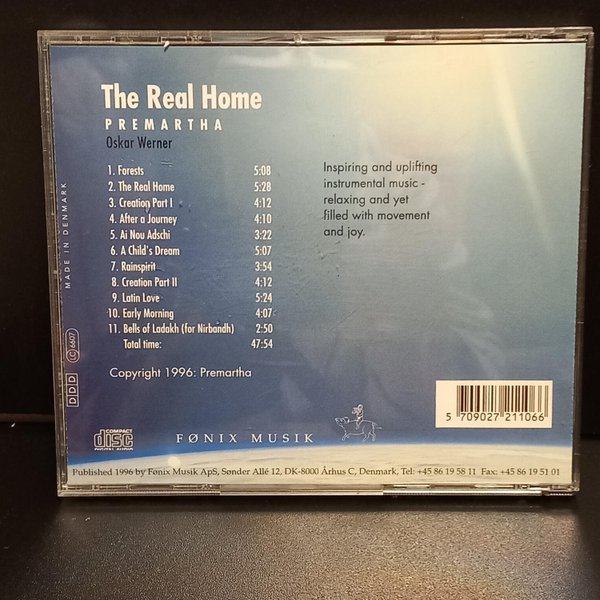 The Real Home
PREMARTHA
Oskar Werner
1. Forests 5:08
2. The Real Home 5:28
3. Creation Part I 4:12
4. After a Journey 4:10
5. Ai Nou Adschi 3:22
6. A Child's Dream 5:07
7. Rainspirit 3:54
8. Creation Part II 4:12
9. Latin Love 5:24
10. Early Morning 4:07
11. Bells of Ladakh (for Nirbandh) 2:50
Total time: 47:54
Inspiring and uplifting
instrumental music -
relaxing and yet
filled with movement
and joy.
Copyright 1996: Premartha
MADE IN DENMARK
LC 6607
DDD
COMPACT
disc
DIGITAL AUDIO
FØNIX MUSIK
5 709027 211066
Published 1996 by Fønix Musik ApS, Sønder Allé 12, DK-8000 Århus C, Denmark, Tel: +45 86 19 58 11 Fax: +45 86 19 51 01